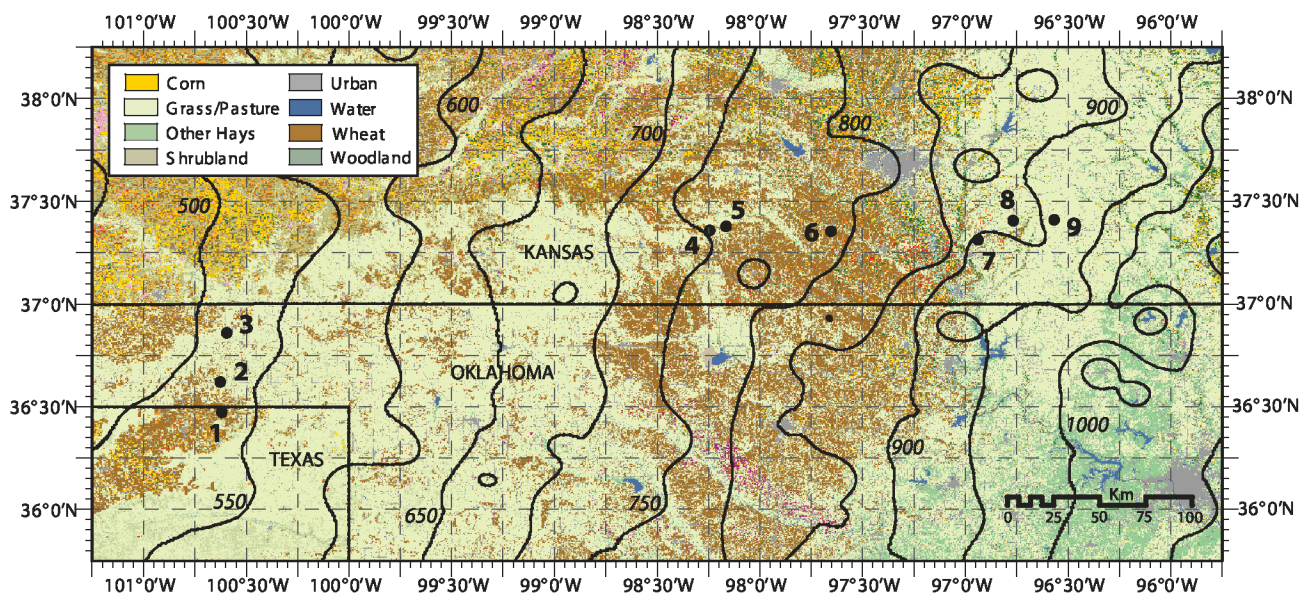 101°0'W 100°30'W 100°0'W 99°30'W 99°0'W 98°30'W 98°0'W 97°30'W 97°0'W 96°30'W 96°0'W
Corn Urban
Grass/Pasture Water
Other Hays Wheat
Shrubland Woodland
38°0'N 600 700 800 900 38°0'N
37°30'N 500 37°30'N
4 5 6 7 8 9
KANSAS
37°0'N 37°0'N
3
2
OKLAHOMA
36°30'N 36°30'N
1
900 1000
TEXAS
550 650 750
Km
0 25 50 75 100
36°0'N 36°0'N
101°0'W 100°30'W 100°0'W 99°30'W 99°0'W 98°30'W 98°0'W 97°30'W 97°0'W 96°30'W 96°0'W